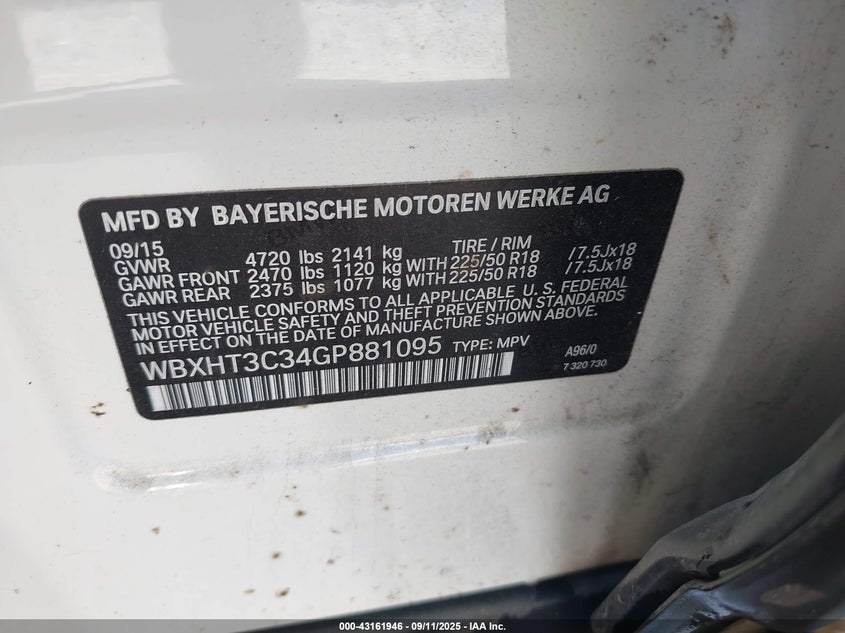 MFD BY BAYERISCHE MOTOREN WERKE AG
09/15 TIRE / RIM
GVWR 4720 lbs 2141 kg
GAWR FRONT 2470 lbs 1120 kg WITH 225/50 R18 /7.5Jx18
GAWR REAR 2375 lbs 1077 kg WITH 225/50 R18 /7.5Jx18
THIS VEHICLE CONFORMS TO ALL APPLICABLE U. S. FEDERAL
MOTOR VEHICLE SAFETY AND THEFT PREVENTION STANDARDS
IN EFFECT ON THE DATE OF MANUFACTURE SHOWN ABOVE.
WBXHT3C34GP881095 TYPE: MPV A96/0
7 320 730
000-43161946 - 09/11/2025 - IAA Inc.